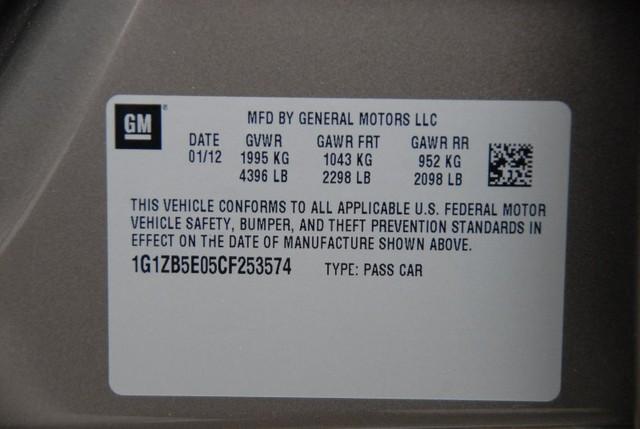 GM
MFD BY GENERAL MOTORS LLC
DATE GVWR GAWR FRT GAWR RR
01/12 1995 KG 1043 KG 952 KG
4396 LB 2298 LB 2098 LB
THIS VEHICLE CONFORMS TO ALL APPLICABLE U.S. FEDERAL MOTOR
VEHICLE SAFETY, BUMPER, AND THEFT PREVENTION STANDARDS IN
EFFECT ON THE DATE OF MANUFACTURE SHOWN ABOVE.
1G1ZB5E05CF253574 TYPE: PASS CAR